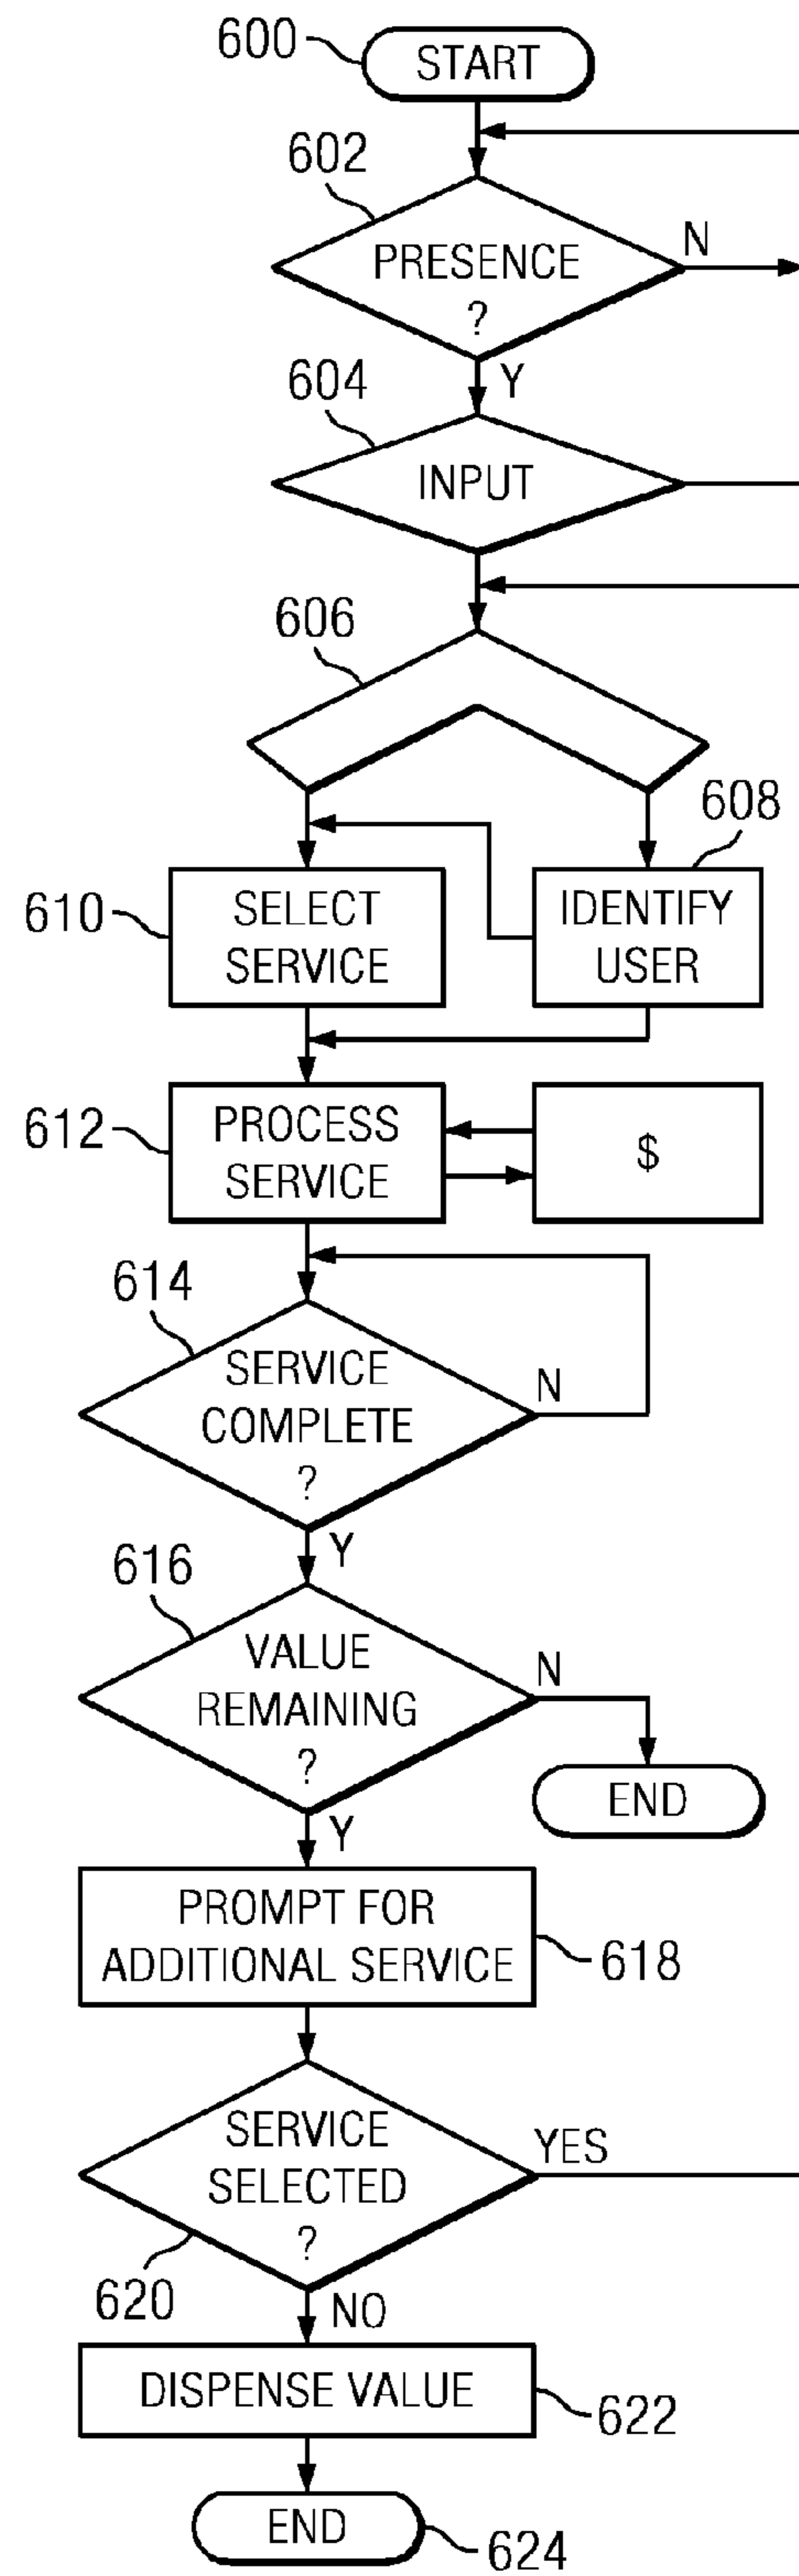 600
START
602
PRESENCE
?
N
Y
604
INPUT
606
608
610
SELECT
SERVICE
IDENTIFY
USER
612
PROCESS
SERVICE
$
614
SERVICE
COMPLETE
?
N
Y
616
VALUE
REMAINING
?
N
END
Y
PROMPT FOR
ADDITIONAL SERVICE
618
SERVICE
SELECTED
?
YES
620
NO
DISPENSE VALUE
622
END
624